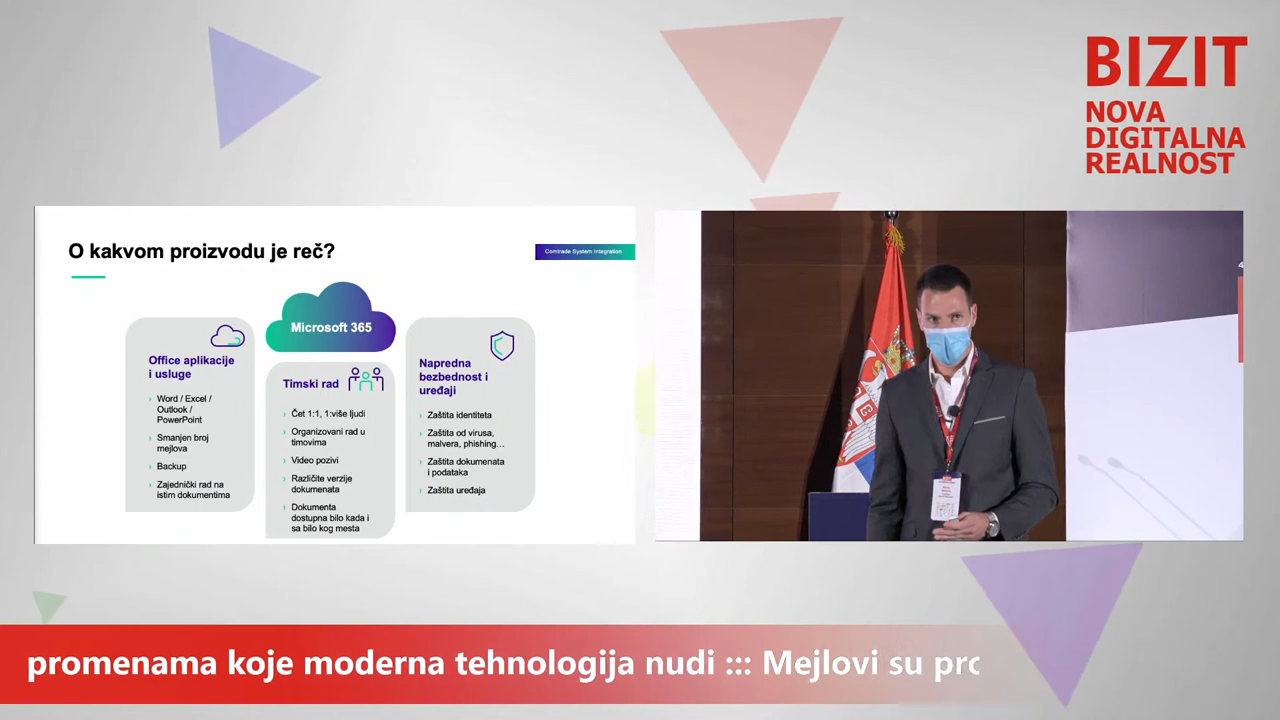 BIZIT
NOVA
DIGITALNA
REALNOST
O kakvom proizvodu je reč?
Comtrade System Integration
Microsoft 365
Office aplikacije
i usluge
Word / Excel /
Outlook /
PowerPoint
Smanjen broj
mejlova
Backup
Zajednički rad na
istim dokumentima
Timski rad
Čet 1:1, 1:više ljudi
Organizovani rad u
timovima
Video pozivi
Različite verzije
dokumenata
Dokumenta
dostupna bilo kada i
sa bilo kog mesta
Napredna
bezbednost i
uređaji
Zaštita identiteta
Zaštita od virusa,
malvera, phishing...
Zaštita dokumenata
i podataka
Zaštita uređaja
promenama koje moderna tehnologija nudi ::: Mejlovi su pro